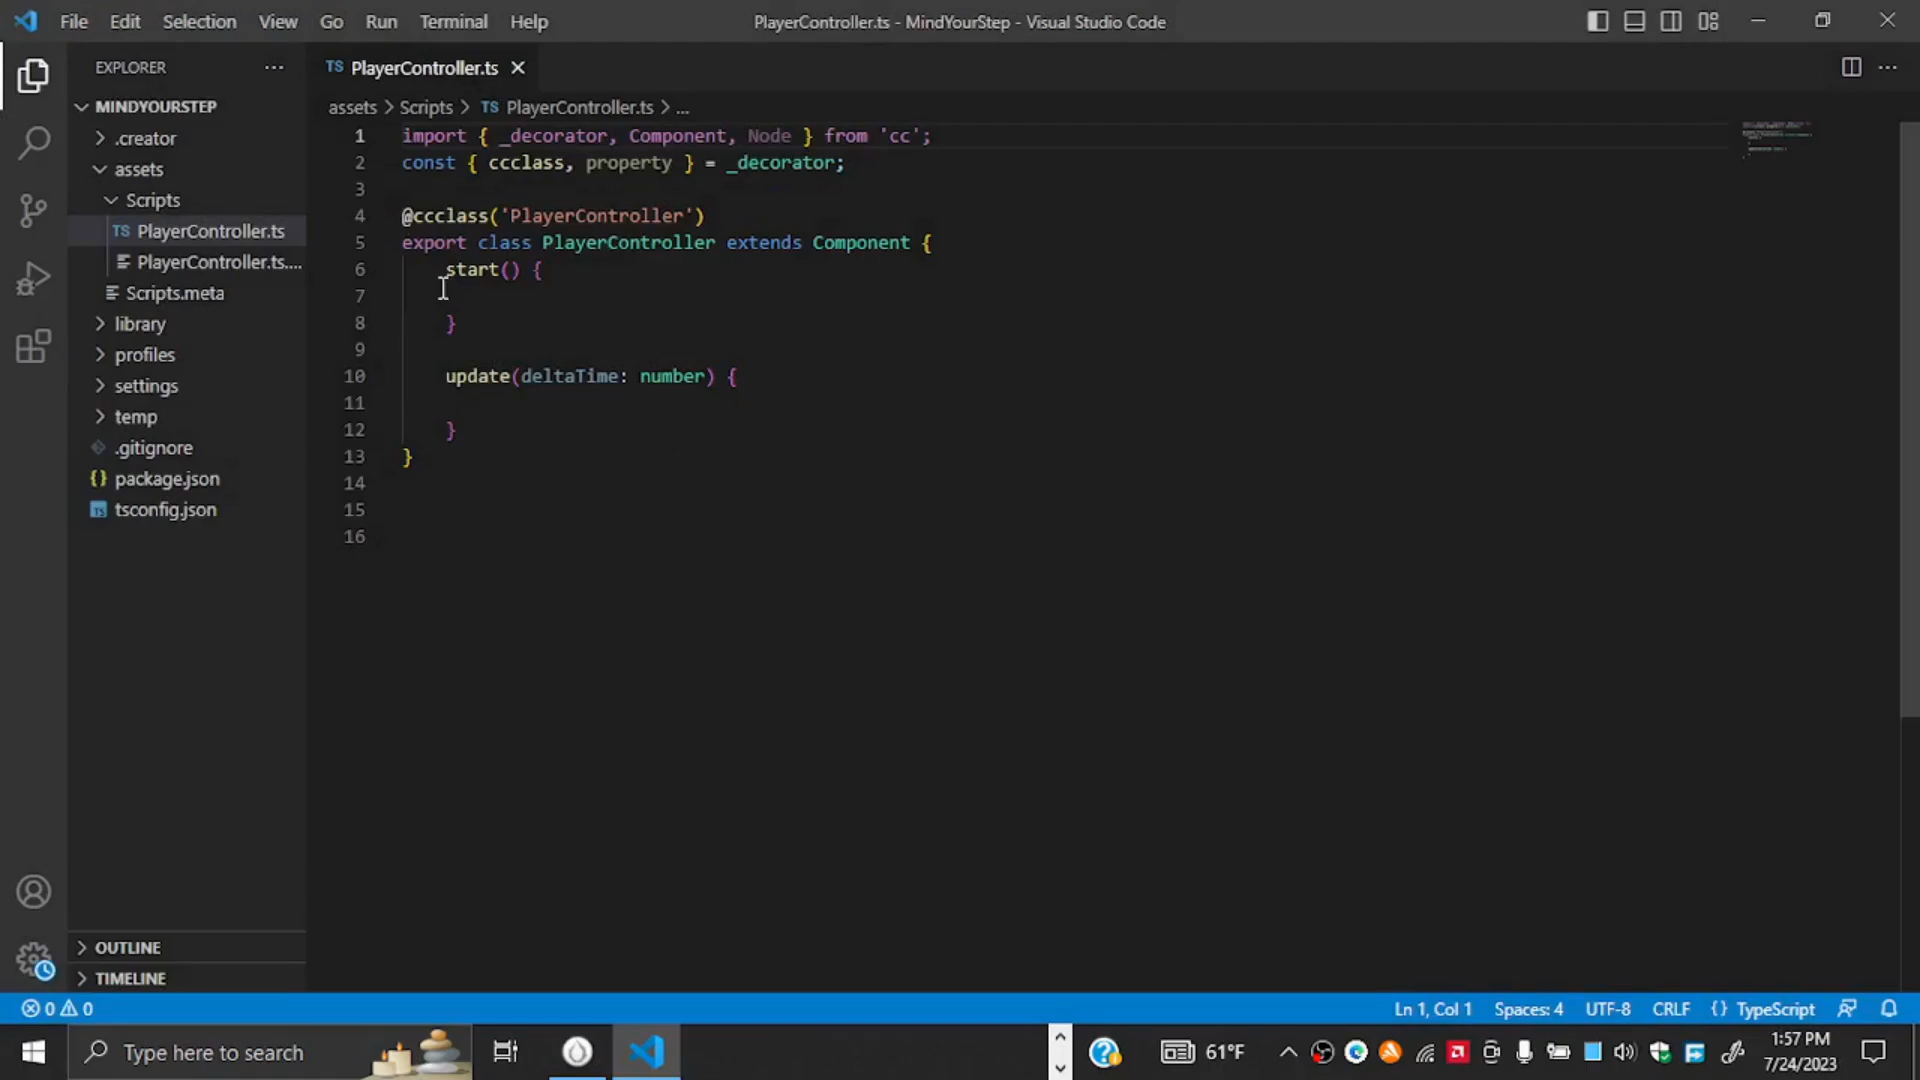 File Edit Selection View Go Run Terminal Help
PlayerController.ts - MindYourStep - Visual Studio Code
EXPLORER
MINDYOURSTEP
.creator
assets
Scripts
TS PlayerController.ts
PlayerController.ts....
Scripts.meta
library
profiles
settings
temp
.gitignore
{} package.json
TS tsconfig.json
OUTLINE
TIMELINE
TS PlayerController.ts
assets > Scripts > TS PlayerController.ts > ...
1 import { _decorator, Component, Node } from 'cc';
2 const { ccclass, property } = _decorator;
3
4 @ccclass('PlayerController')
5 export class PlayerController extends Component {
6 start() {
7
8 }
9
10 update(deltaTime: number) {
11
12 }
13 }
14
15
16
0 0
Ln 1, Col 1 Spaces: 4 UTF-8 CRLF {} TypeScript
Type here to search
61°F
1:57 PM
7/24/2023